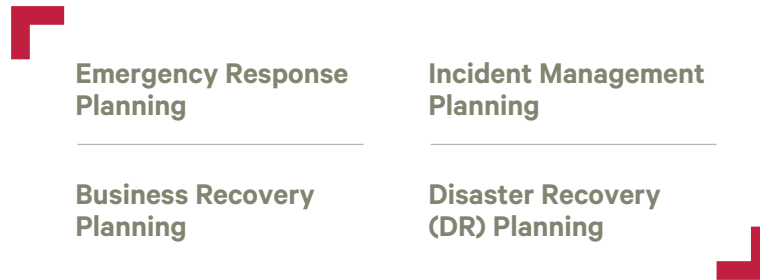 Emergency Response
Planning
Incident Management
Planning
Business Recovery
Planning
Disaster Recovery
(DR) Planning